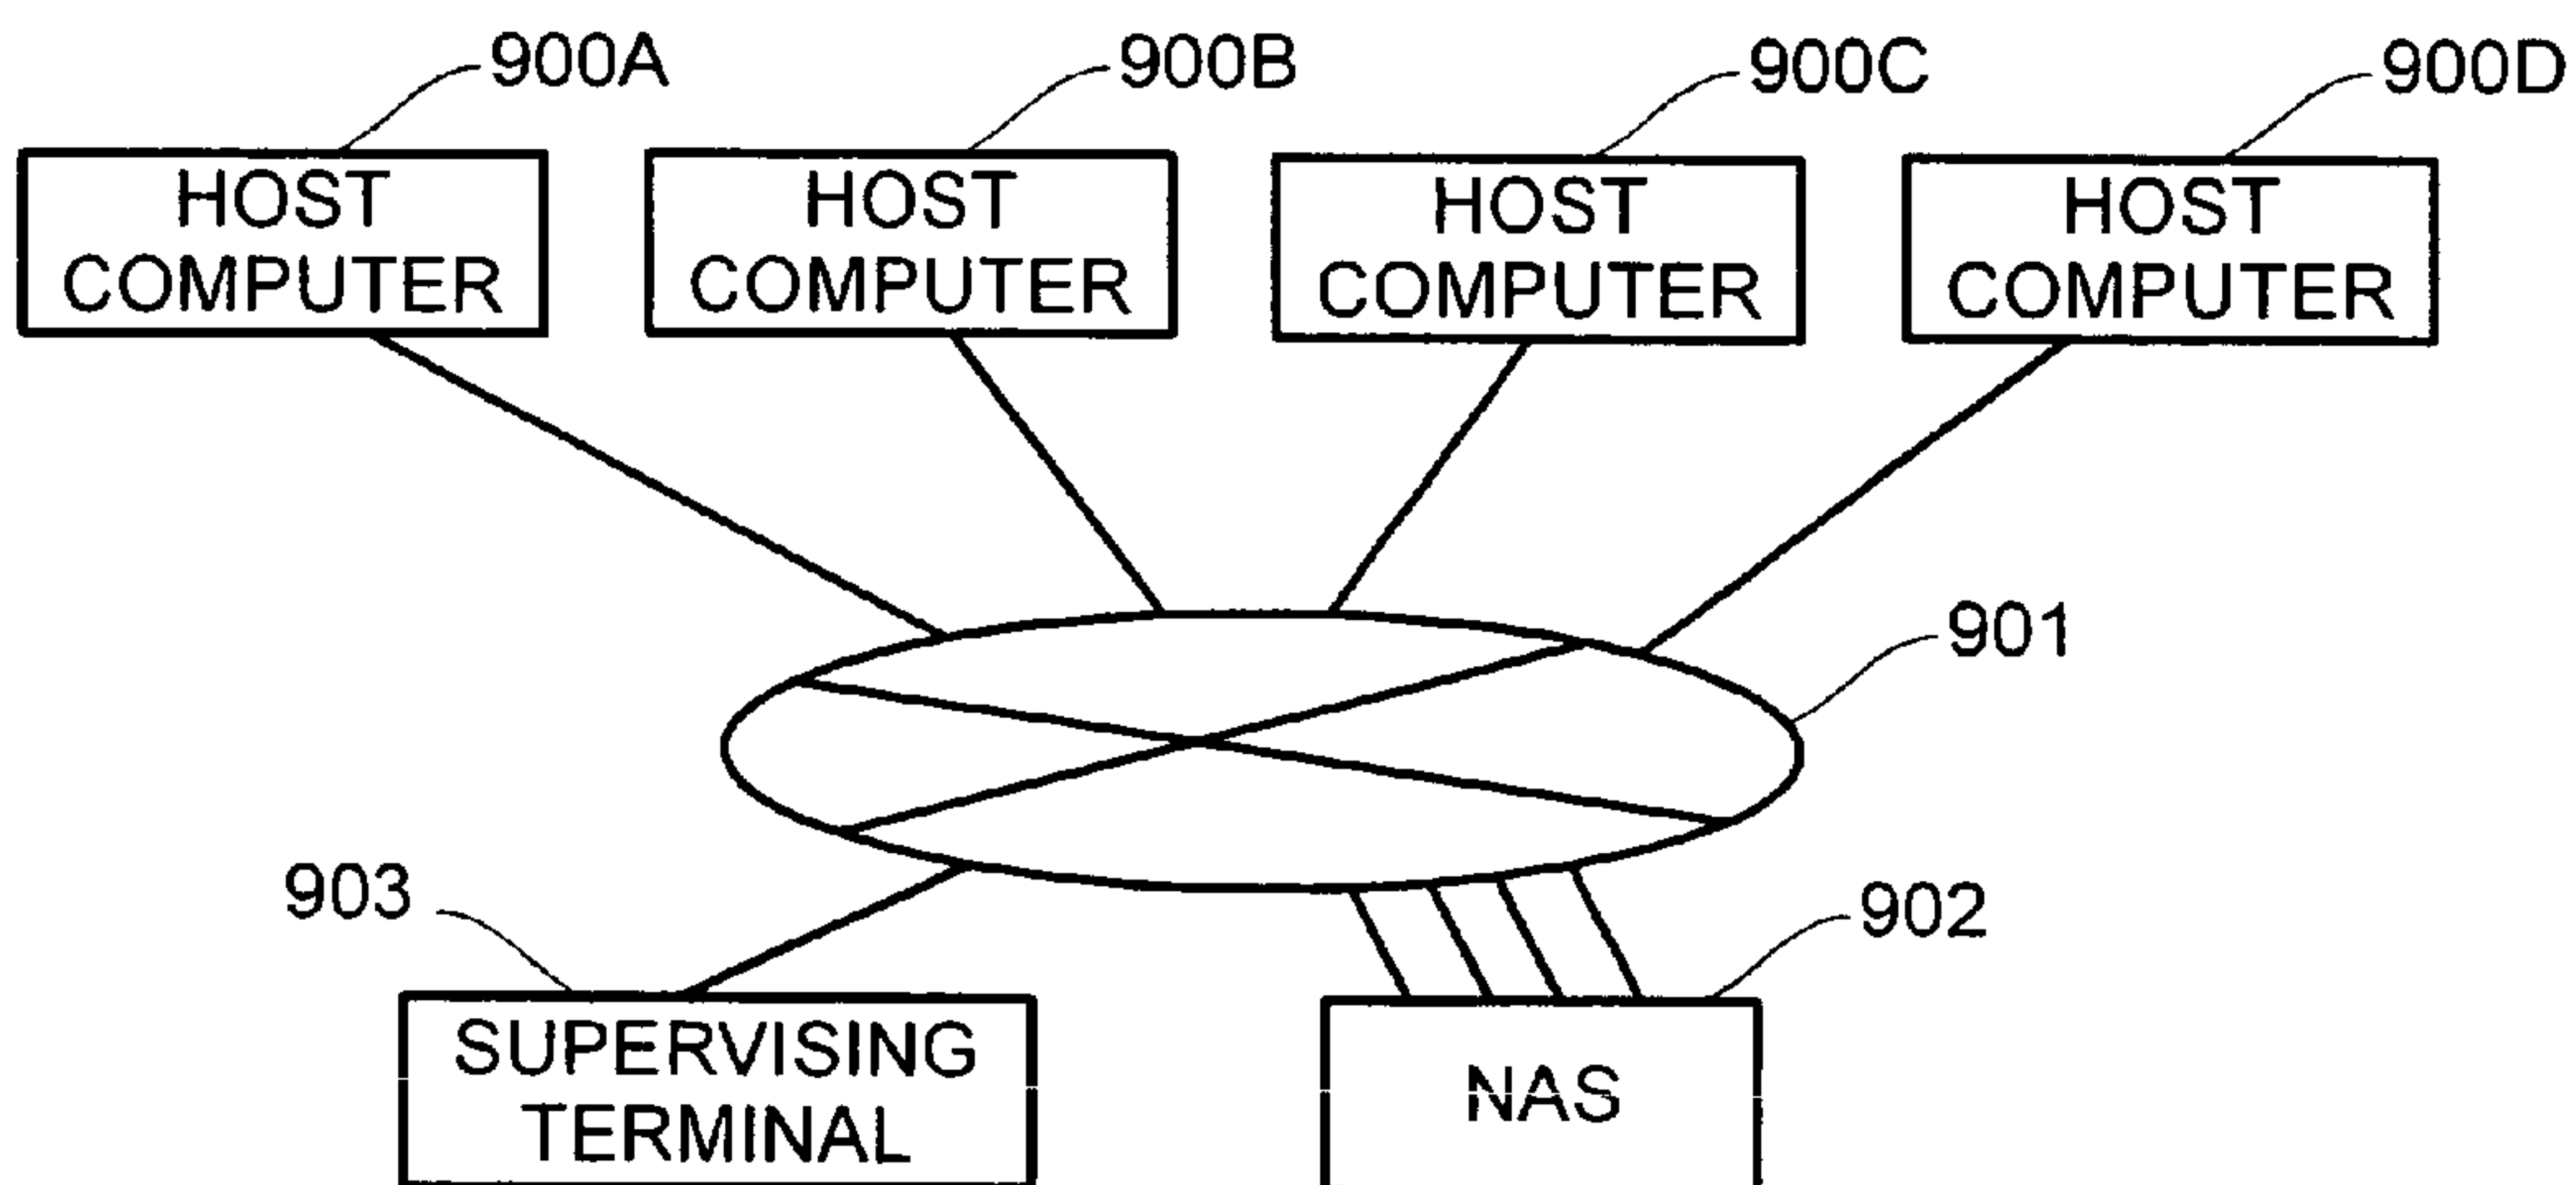 900A
900B
900C
900D
HOST
COMPUTER
HOST
COMPUTER
HOST
COMPUTER
HOST
COMPUTER
901
903
902
SUPERVISING
TERMINAL
NAS